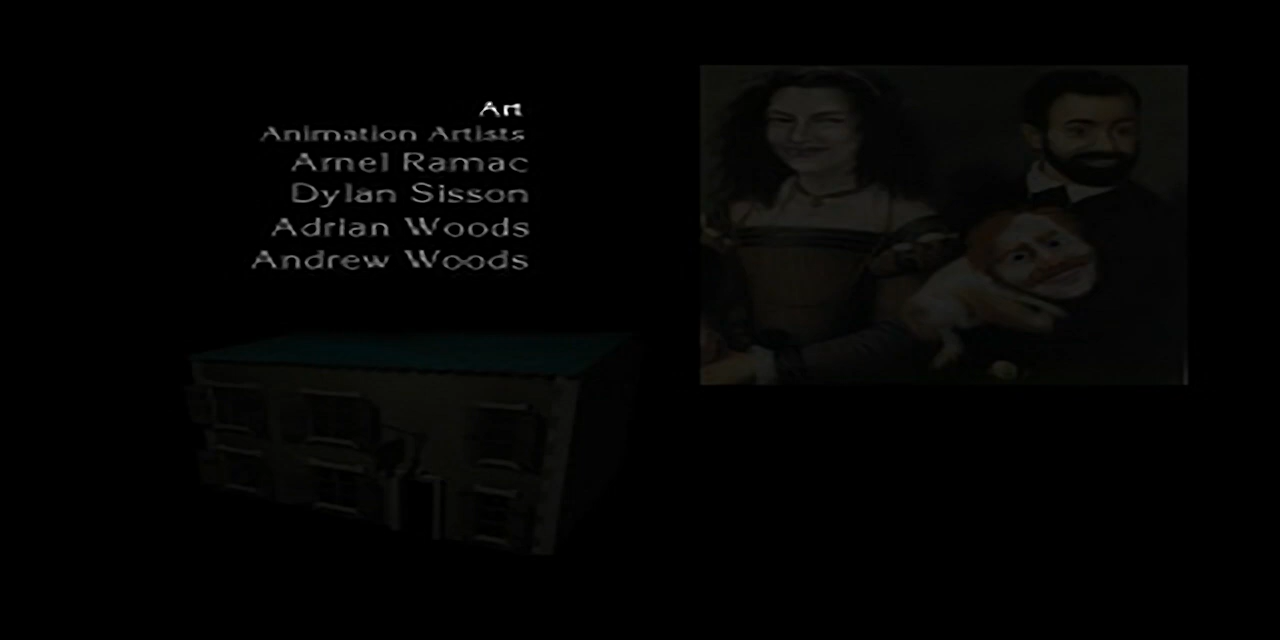 Art
Animation Artists
Arnel Ramac
Dylan Sisson
Adrian Woods
Andrew Woods